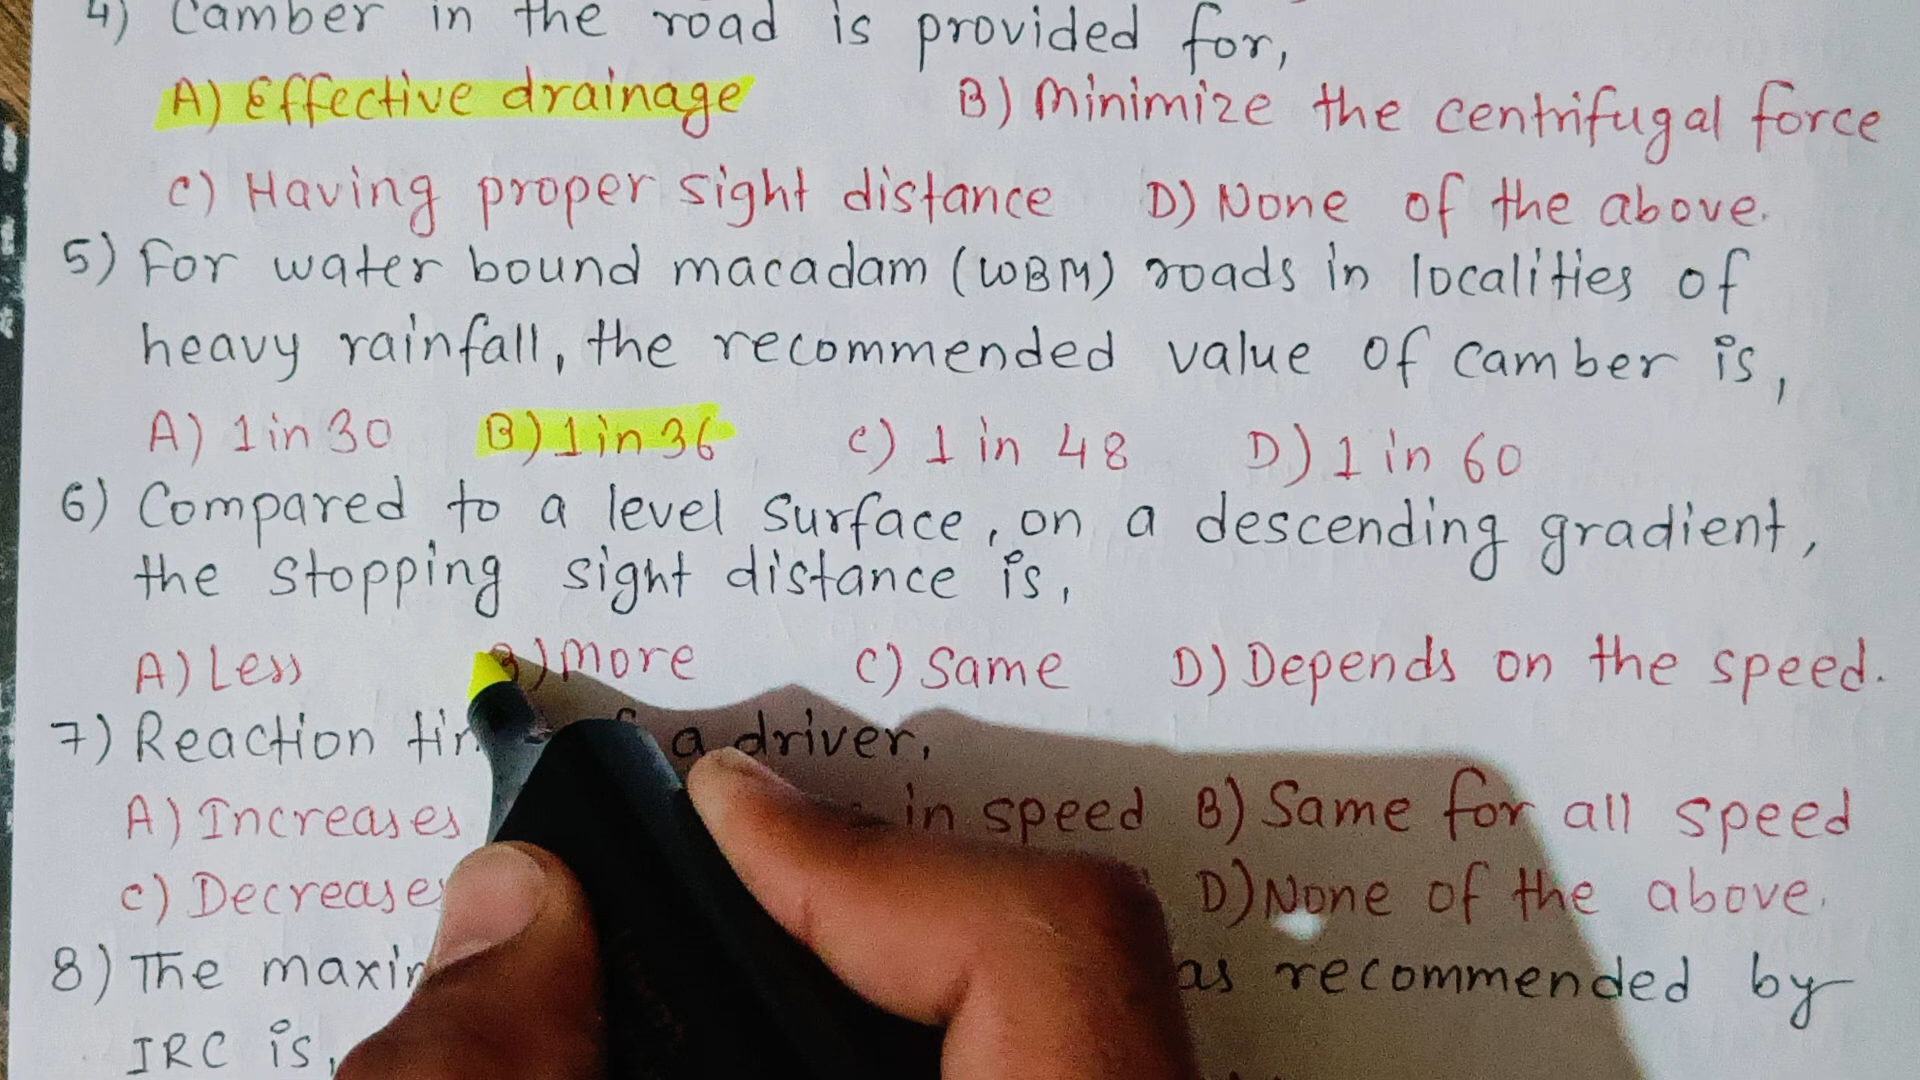 4) Camber in the road is provided for,
A) Effective drainage B) Minimize the centrifugal force
C) Having proper sight distance D) None of the above.
5) For water bound macadam (WBM) roads in localities of
heavy rainfall, the recommended value of camber is,
A) 1 in 30 B) 1 in 36 C) 1 in 48 D) 1 in 60
6) Compared to a level surface, on a descending gradient,
the stopping sight distance is,
A) Less B) More C) Same D) Depends on the speed.
7) Reaction a driver,
A) Increases in speed B) Same for all speed
C) D) None of the above.
8) The as recommended by
IRC is,